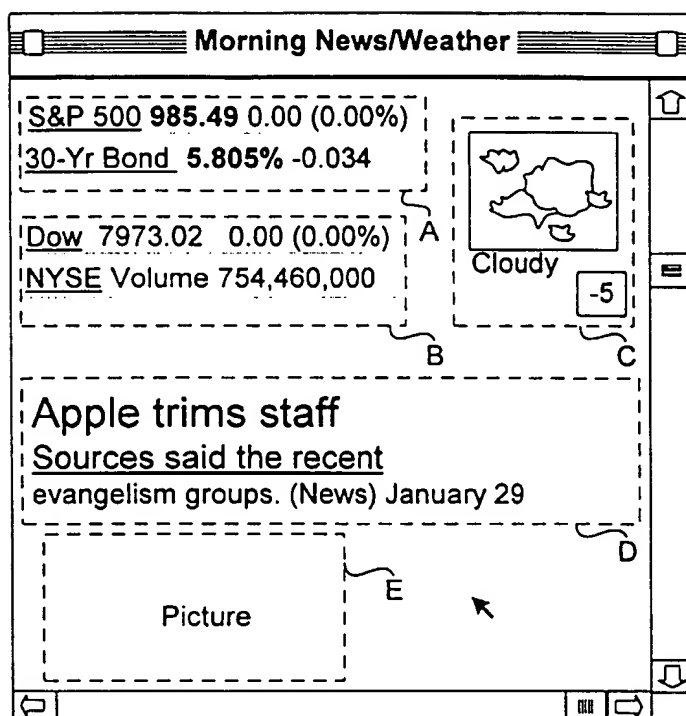 Morning News/Weather
S&P 500 985.49 0.00 (0.00%)
30-Yr Bond 5.805% -0.034
A
Dow 7973.02 0.00 (0.00%)
NYSE Volume 754,460,000
B
Cloudy
-5
C
Apple trims staff
Sources said the recent
evangelism groups. (News) January 29
D
Picture
E